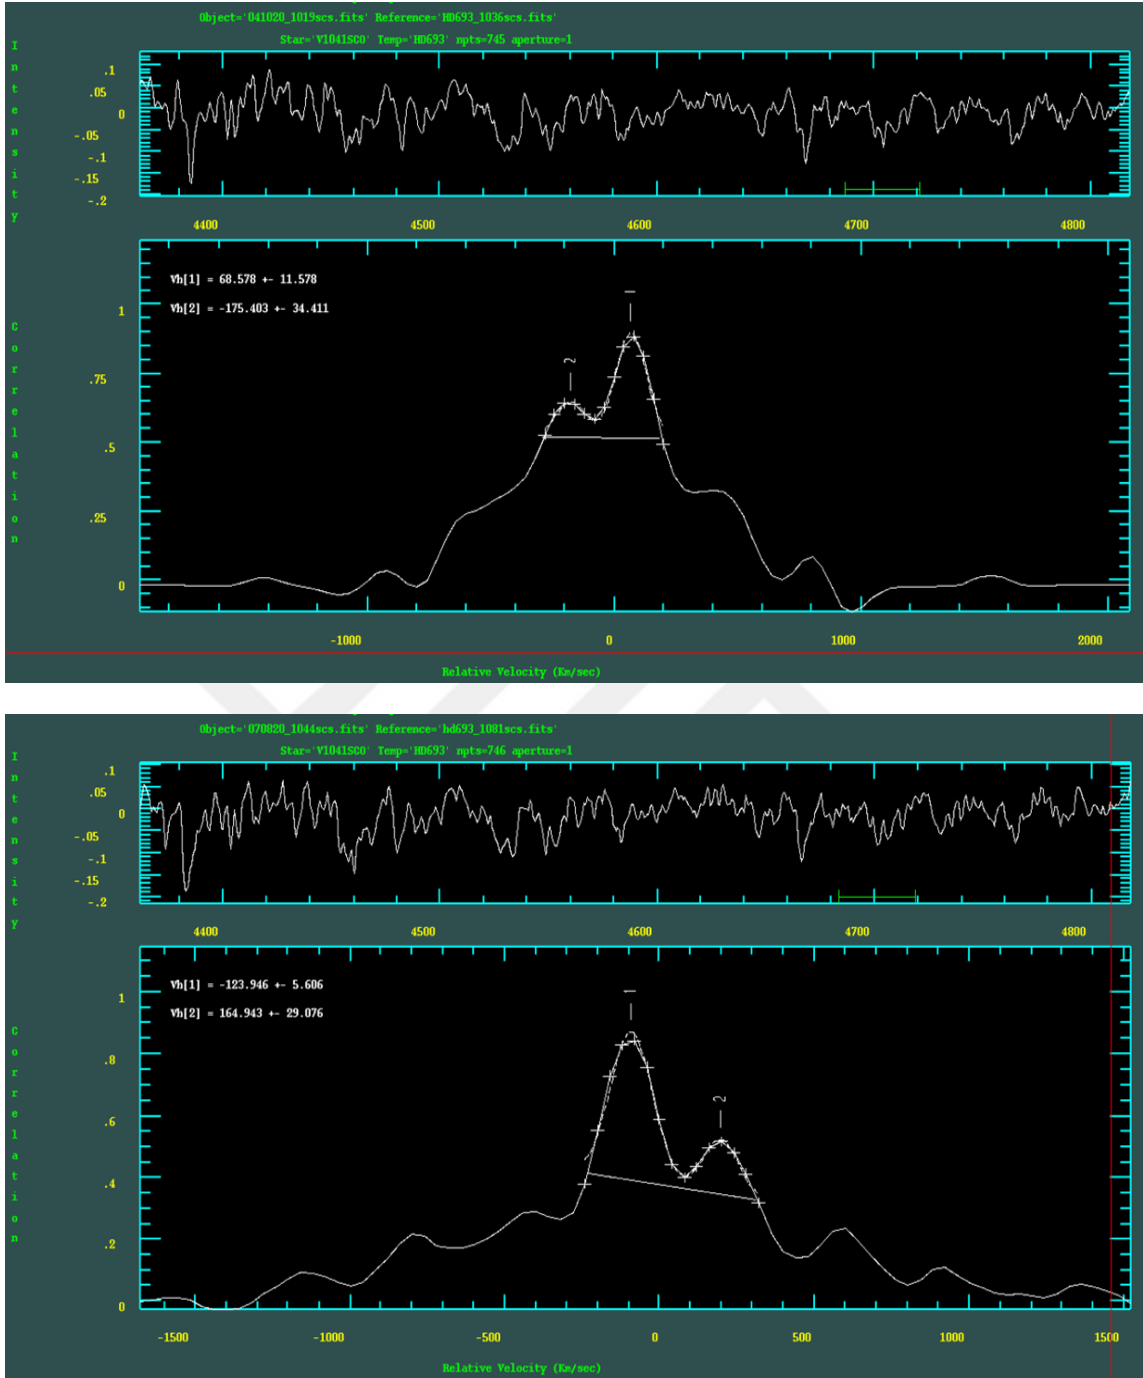 Object='041020_1019scs.fits' Reference='HD693_1036scs.fits'
Star='V1041SCO' Temp='HD693' npts=745 aperture=1
Intensity
.1
.05
0
-.05
-.1
-.15
-.2
4400 4500 4600 4700 4800
Vh[1] = 68.578 +- 11.578
Vh[2] = -175.403 +- 34.411
1
2
Correlation
1
.75
.5
.25
0
-1000 0 1000 2000
Relative Velocity (Km/sec)
Object='070820_1044scs.fits' Reference='hd693_1081scs.fits'
Star='V1041SCO' Temp='HD693' npts=746 aperture=1
Intensity
.1
.05
0
-.05
-.1
-.15
-.2
4400 4500 4600 4700 4800
Vh[1] = -123.946 +- 5.606
Vh[2] = 164.943 +- 29.076
1
2
Correlation
1
.8
.6
.4
.2
0
-1500 -1000 -500 0 500 1000 1500
Relative Velocity (Km/sec)